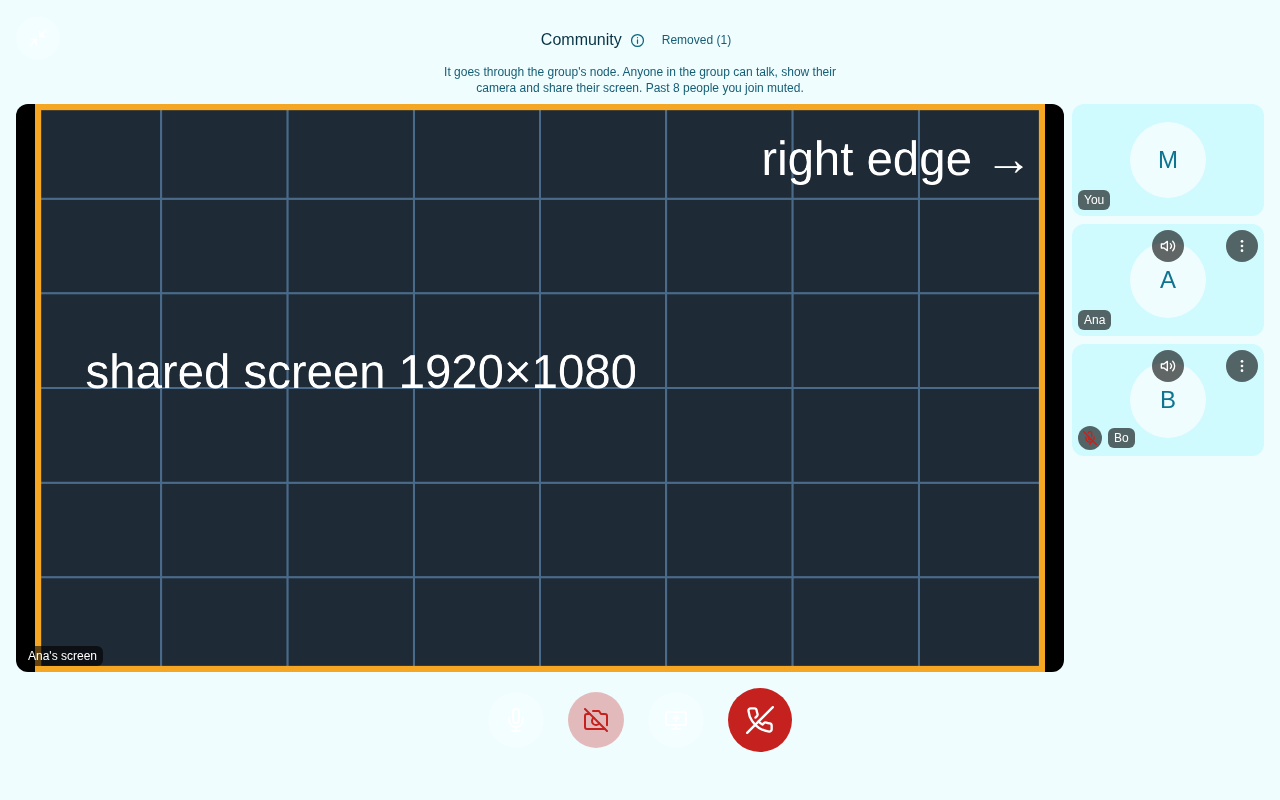 Community Removed (1)
It goes through the group's node. Anyone in the group can talk, show their
camera and share their screen. Past 8 people you join muted.
right edge →
shared screen 1920×1080
Ana's screen
M
You
A
Ana
B
Bo